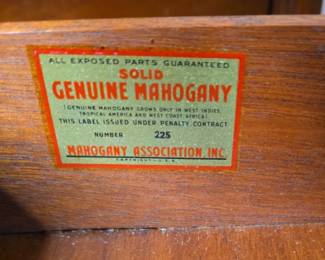 ALL EXPOSED PARTS GUARANTEED
SOLID
GENUINE MAHOGANY
(GENUINE MAHOGANY GROWS ONLY IN WEST INDIES,
TROPICAL AMERICA AND WEST COAST AFRICA)
THIS LABEL ISSUED UNDER PENALTY CONTRACT
NUMBER 225
MAHOGANY ASSOCIATION, INC.
COPYRIGHT—U.S.A.